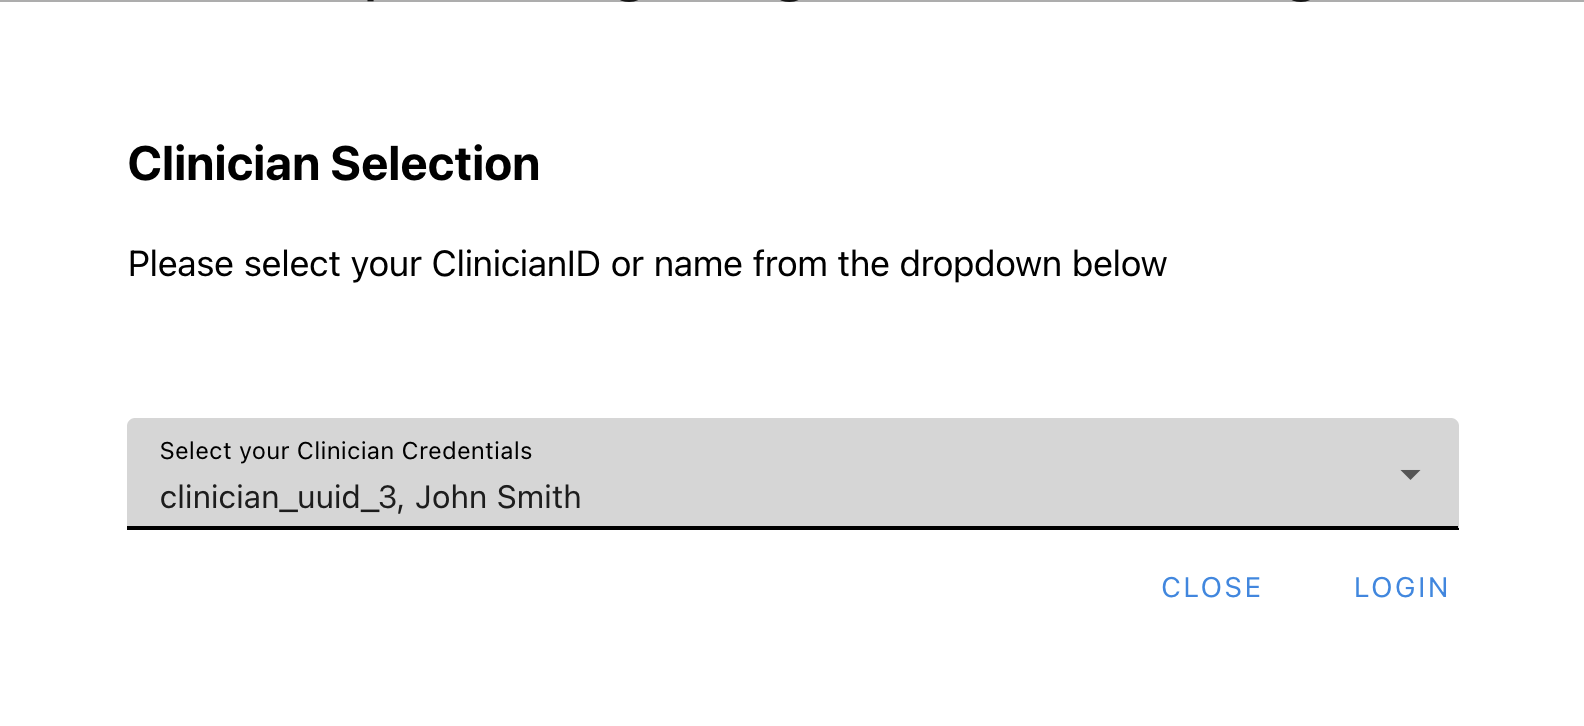 Clinician Selection
Please select your ClinicianID or name from the dropdown below
Select your Clinician Credentials
clinician_uuid_3, John Smith
CLOSE LOGIN